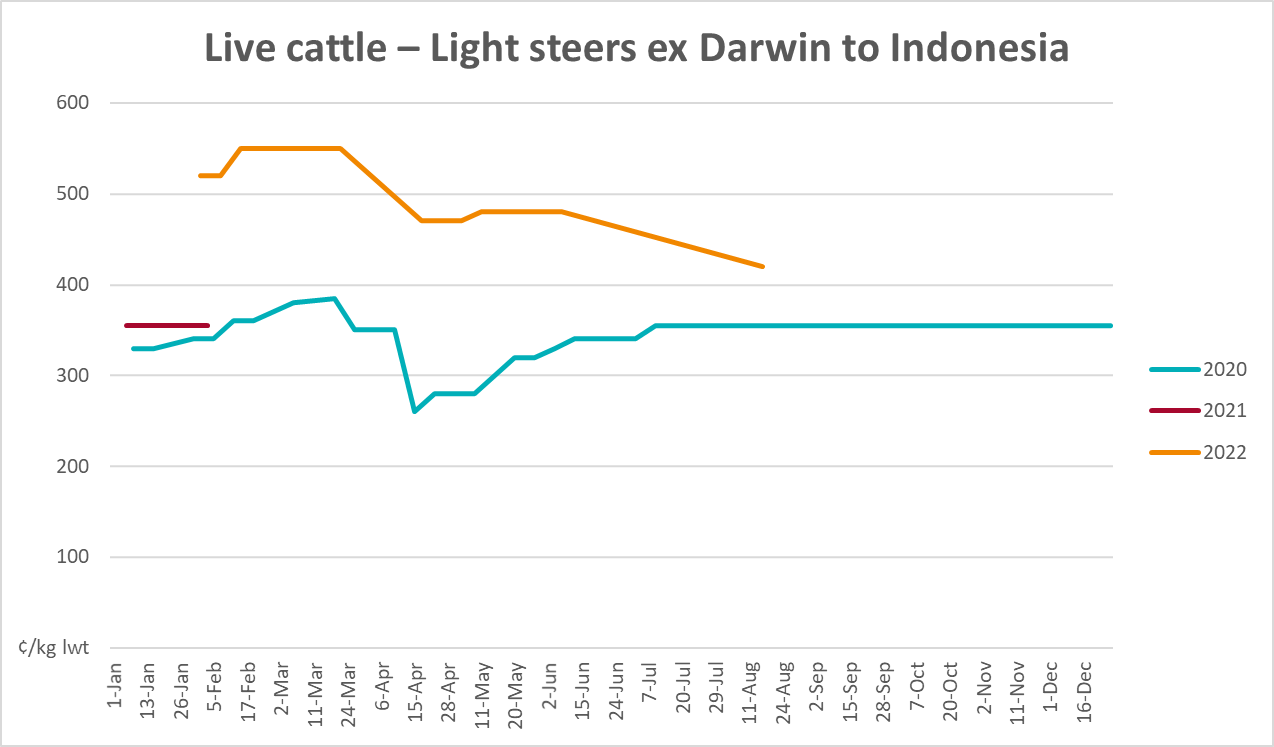 Live cattle – Light steers ex Darwin to Indonesia
600
500
400
300
200
100
¢/kg lwt
1-Jan
13-Jan
26-Jan
5-Feb
17-Feb
2-Mar
11-Mar
24-Mar
6-Apr
15-Apr
28-Apr
11-May
20-May
2-Jun
15-Jun
24-Jun
7-Jul
20-Jul
29-Jul
11-Aug
24-Aug
2-Sep
15-Sep
28-Sep
7-Oct
20-Oct
2-Nov
11-Nov
1-Dec
16-Dec
2020
2021
2022